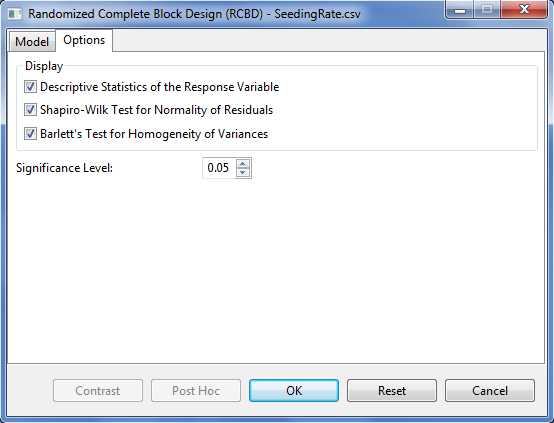 Randomized Complete Block Design (RCBD) - SeedingRate.csv
Model Options
Display
Descriptive Statistics of the Response Variable
Shapiro-Wilk Test for Normality of Residuals
Barlett's Test for Homogeneity of Variances
Significance Level: 0.05
Contrast Post Hoc OK Reset Cancel